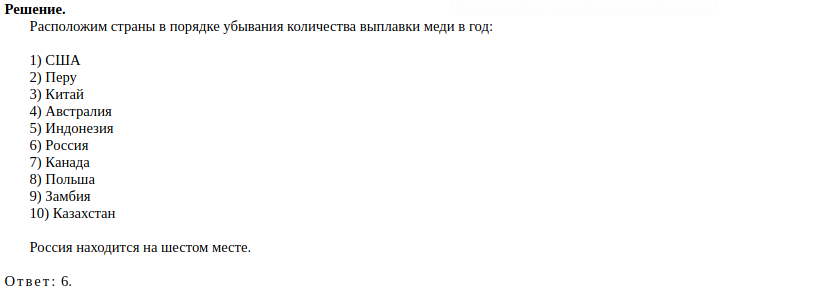 Решение.
Расположим страны в порядке убывания количества выплавки меди в год:
1) США
2) Перу
3) Китай
4) Австралия
5) Индонезия
6) Россия
7) Канада
8) Польша
9) Замбия
10) Казахстан
Россия находится на шестом месте.
Ответ: 6.